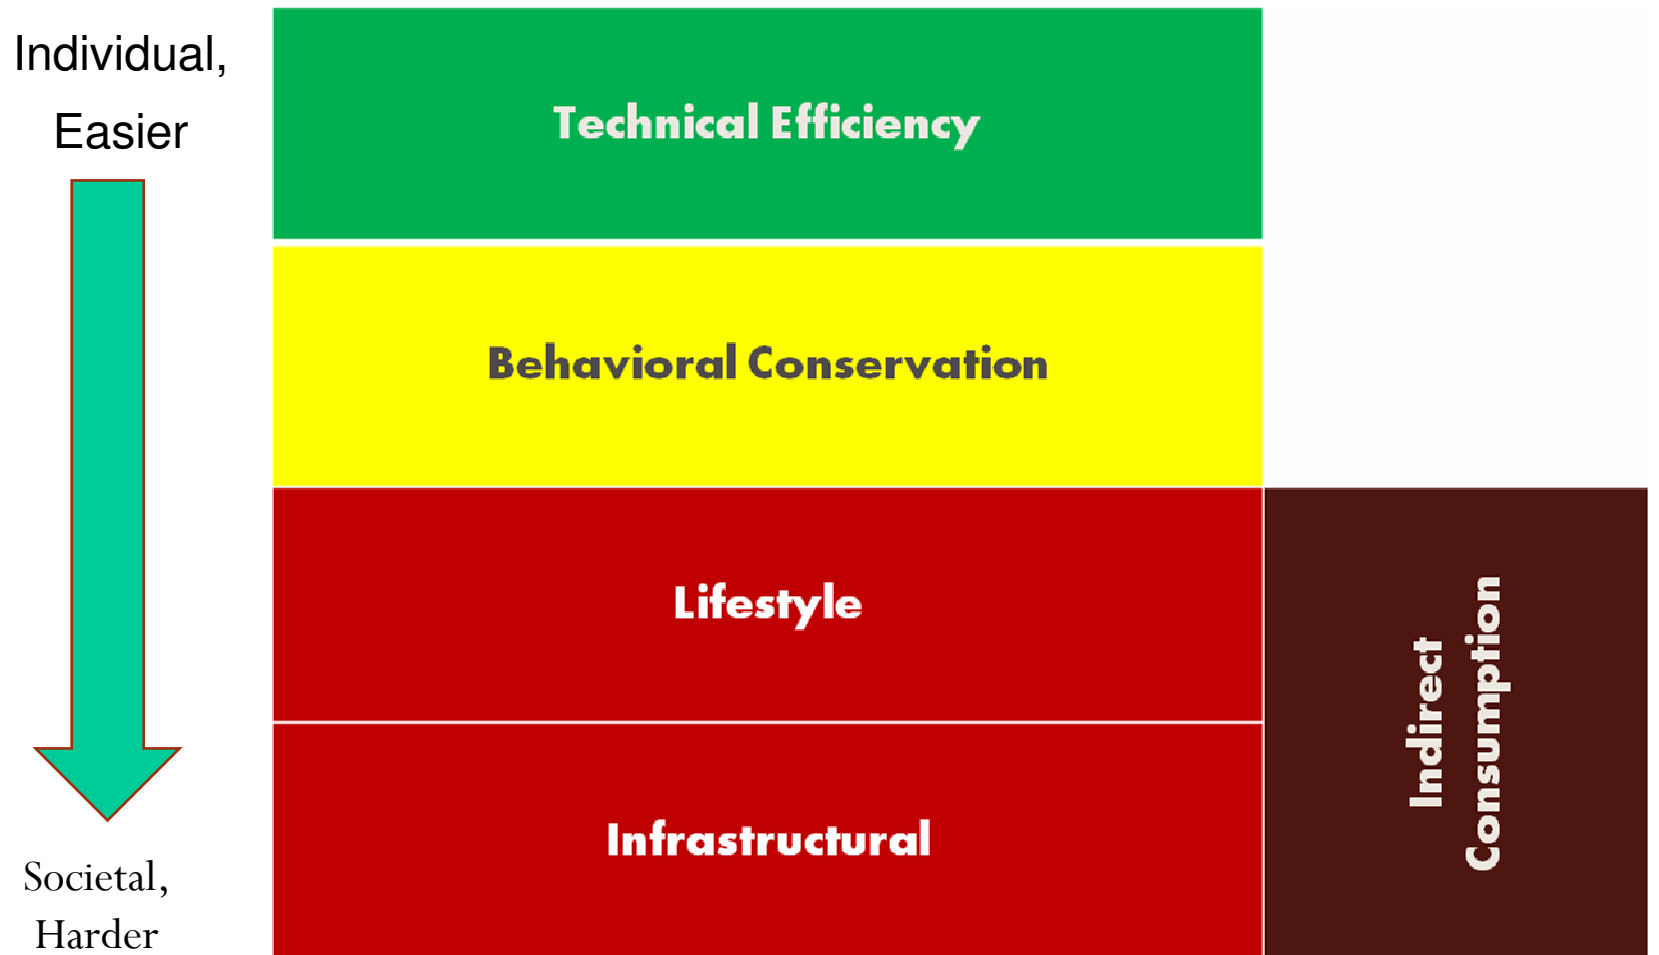 Individual,
Easier
Technical Efficiency
Behavioral Conservation
Lifestyle
Infrastructural
Indirect
Consumption
Societal,
Harder